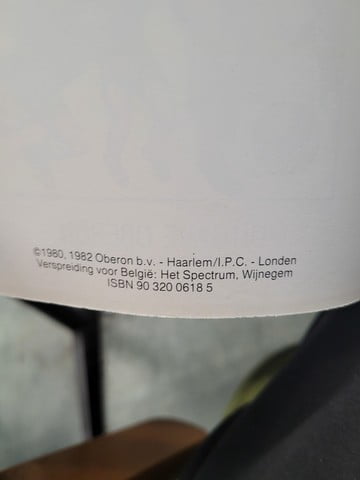 ©1980, 1982 Oberon b.v. - Haarlem/I.P.C. - Londen
Verspreiding voor België: Het Spectrum, Wijnegem
ISBN 90 320 0618 5